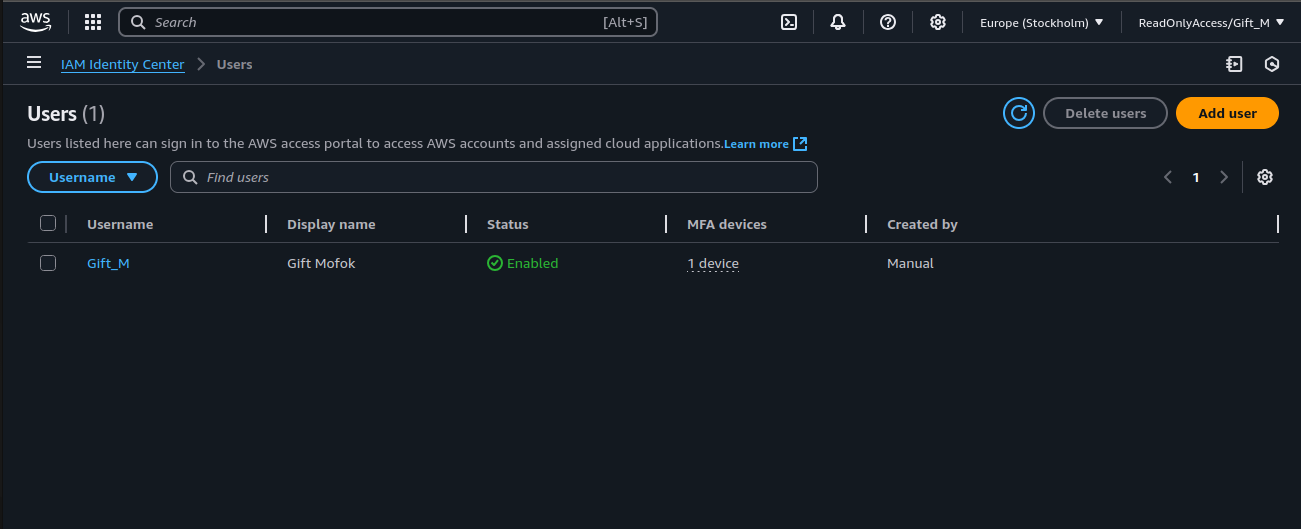 aws Search [Alt+S] Europe (Stockholm) ReadOnlyAccess/Gift_M
IAM Identity Center Users
Users (1) Delete users Add user
Users listed here can sign in to the AWS access portal to access AWS accounts and assigned cloud applications. Learn more
Username Find users 1
Username Display name Status MFA devices Created by
Gift_M Gift Mofok Enabled 1 device Manual